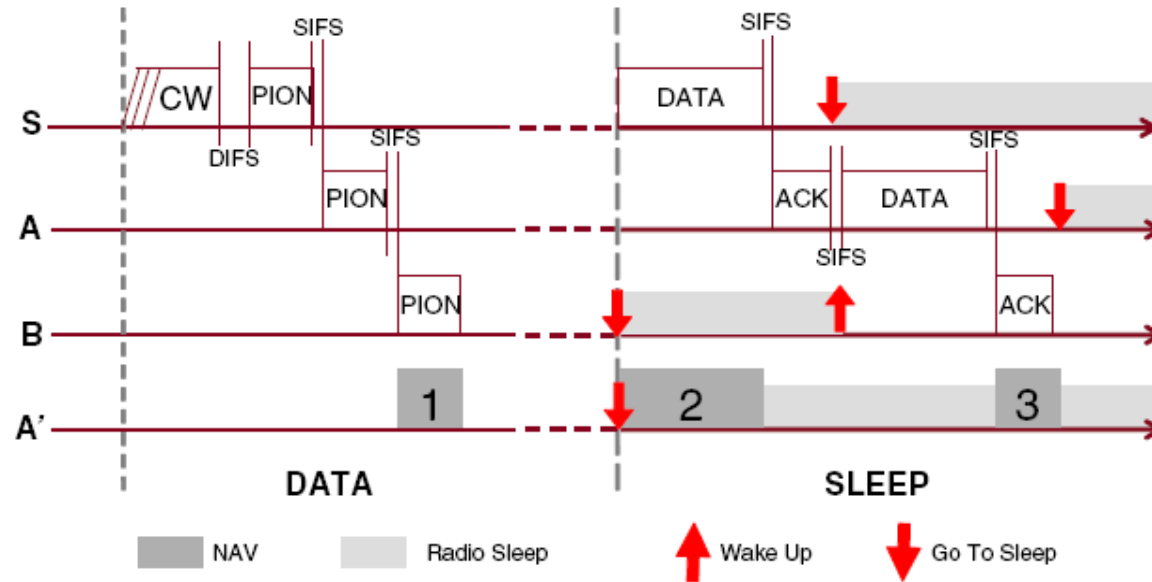 SIFS
SIFS
CW
PION
DATA
S
DIFS
SIFS
SIFS
PION
ACK
DATA
A
SIFS
PION
ACK
B
1
2
3
A'
DATA
SLEEP
NAV
Radio Sleep
Wake Up
Go To Sleep